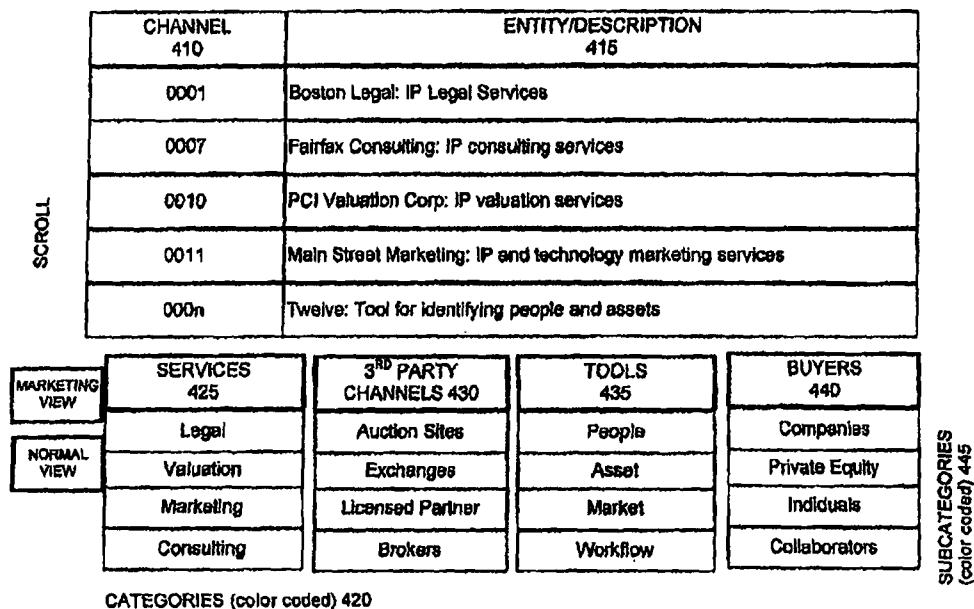 CHANNEL ENTITY/DESCRIPTION
410 415
0001 Boston Legal: IP Legal Services
0007 Fairfax Consulting: IP consulting services
0010 PCI Valuation Corp: IP valuation services
0011 Main Street Marketing: IP and technology marketing services
000n Twelve: Tool for identifying people and assets
SCROLL
MARKETING VIEW
NORMAL VIEW
SERVICES 3RD PARTY TOOLS BUYERS
425 CHANNELS 430 435 440
Legal Auction Sites People Companies
Valuation Exchanges Asset Private Equity
Marketing Licensed Partner Market Indiduals
Consulting Brokers Workflow Collaborators
SUBCATEGORIES
(color coded) 445
CATEGORIES (color coded) 420